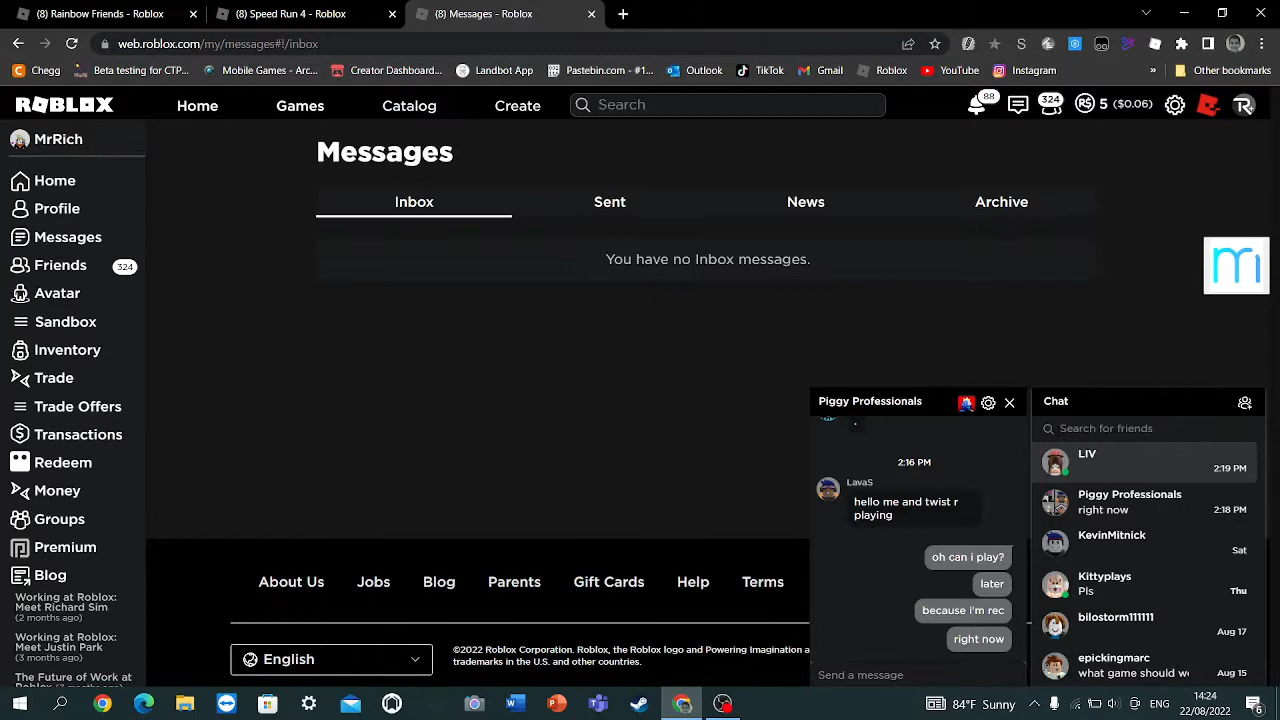 (8) Rainbow Friends - Roblox
(8) Speed Run 4 - Roblox
(8) Messages - Roblox
web.roblox.com/my/messages#!/inbox
Chegg
Beta testing for CTP...
Mobile Games - Arc...
Creator Dashboard...
Landbot App
Pastebin.com - #1...
Outlook
TikTok
Gmail
Roblox
YouTube
Instagram
»
Other bookmarks
ROBLOX
Home
Games
Catalog
Create
Search
88
324
5 ($0.06)
MrRich
Home
Profile
Messages
Friends
324
Avatar
Sandbox
Inventory
Trade
Trade Offers
Transactions
Redeem
Money
Groups
Premium
Blog
Working at Roblox:
Meet Richard Sim
(2 months ago)
Working at Roblox:
Meet Justin Park
(3 months ago)
The Future of Work at
Messages
Inbox
Sent
News
Archive
You have no Inbox messages.
About Us
Jobs
Blog
Parents
Gift Cards
Help
Terms
English
©2022 Roblox Corporation. Roblox, the Roblox logo and Powering Imagination a
trademarks in the U.S. and other countries.
Piggy Professionals
.
2:16 PM
LavaS
hello me and twist r
playing
oh can i play?
later
because i'm rec
right now
Send a message
Chat
Search for friends
LIV
2:19 PM
Piggy Professionals
right now
2:18 PM
KevinMitnick
Sat
Kittyplays
Pls
Thu
bilostorm111111
Aug 17
epickingmarc
what game should we
Aug 15
84°F Sunny
ENG
14:24
22/08/2022
6